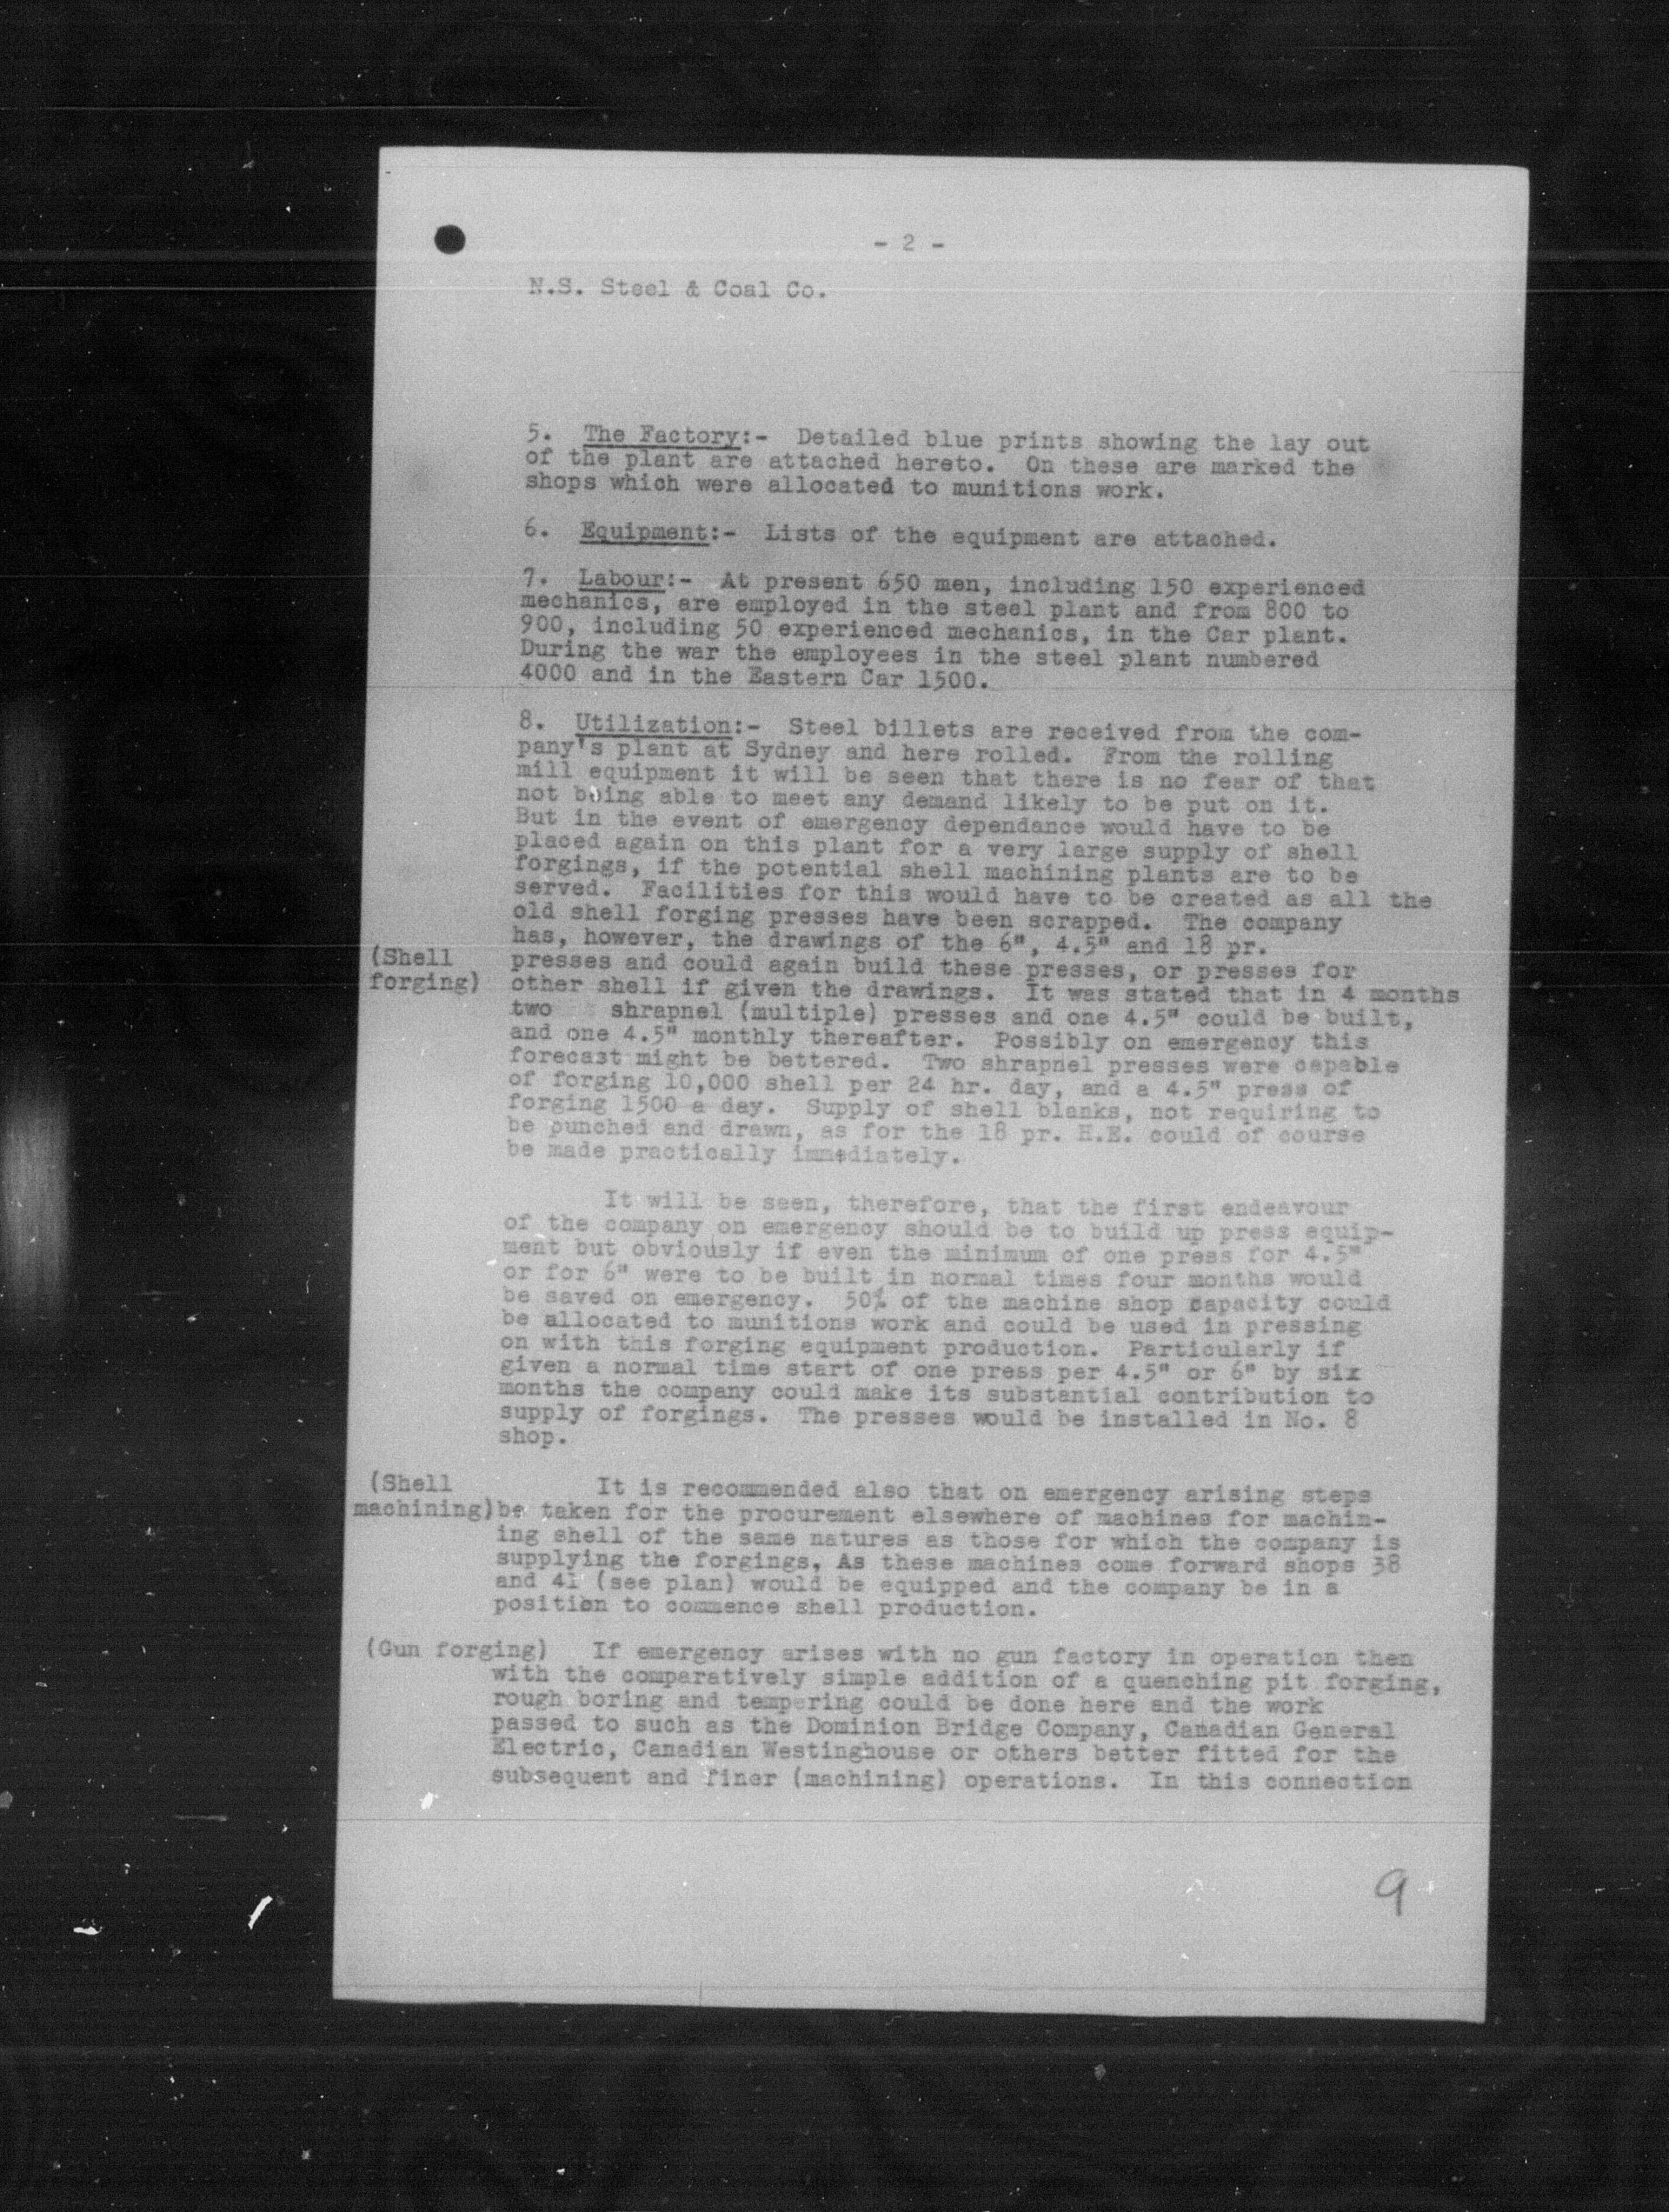 - 2 -
N.S. Steel & Coal Co.
5. The Factory:- Detailed blue prints showing the lay out
of the plant are attached hereto. On these are marked the
shops which were allocated to munitions work.
6. Equipment:- Lists of the equipment are attached.
7. Labour:- At present 650 men, including 150 experienced
mechanics, are employed in the steel plant and from 800 to
900, including 50 experienced mechanics, in the Car plant.
During the war the employees in the steel plant numbered
4000 and in the Eastern Car 1500.
8. Utilization:- Steel billets are received from the com-
pany's plant at Sydney and here rolled. From the rolling
mill equipment it will be seen that there is no fear of that
not being able to meet any demand likely to be put on it.
But in the event of emergency dependance would have to be
placed again on this plant for a very large supply of shell
forgings, if the potential shell machining plants are to be
served. Facilities for this would have to be created as all the
old shell forging presses have been scrapped. The company
has, however, the drawings of the 6", 4.5" and 18 pr.
(Shell presses and could again build these presses, or presses for
forging) other shell if given the drawings. It was stated that in 4 months
two shrapnel (multiple) presses and one 4.5" could be built,
and one 4.5" monthly thereafter. Possibly on emergency this
forecast might be bettered. Two shrapnel presses were capable
of forging 10,000 shell per 24 hr. day, and a 4.5" press of
forging 1500 a day. Supply of shell blanks, not requiring to
be punched and drawn, as for the 18 pr. H.E. could of course
be made practically immediately.
It will be seen, therefore, that the first endeavour
of the company on emergency should be to build up press equip-
ment but obviously if even the minimum of one press for 4.5"
or for 6" were to be built in normal times four months would
be saved on emergency. 50% of the machine shop capacity could
be allocated to munitions work and could be used in pressing
on with this forging equipment production. Particularly if
given a normal time start of one press per 4.5" or 6" by six
months the company could make its substantial contribution to
supply of forgings. The presses would be installed in No. 8
shop.
(Shell It is recommended also that on emergency arising steps
machining) be taken for the procurement elsewhere of machines for machin-
ing shell of the same natures as those for which the company is
supplying the forgings, As these machines come forward shops 38
and 41 (see plan) would be equipped and the company be in a
position to commence shell production.
(Gun forging) If emergency arises with no gun factory in operation then
with the comparatively simple addition of a quenching pit forging,
rough boring and tempering could be done here and the work
passed to such as the Dominion Bridge Company, Canadian General
Electric, Canadian Westinghouse or others better fitted for the
subsequent and finer (machining) operations. In this connection
9